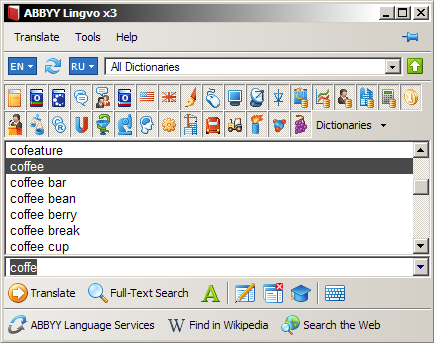 ABBYY Lingvo x3
Translate Tools Help
EN RU All Dictionaries
Dictionaries
cofeature
coffee
coffee bar
coffee bean
coffee berry
coffee break
coffee cup
coffe
Translate Full-Text Search A
ABBYY Language Services W Find in Wikipedia Search the Web